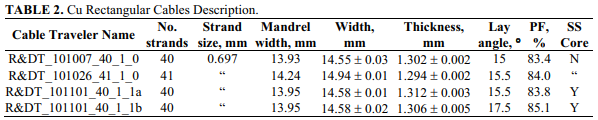 TABLE 2. Cu Rectangular Cables Description.
Cable Traveler Name No. strands Strand size, mm Mandrel width, mm Width, mm Thickness, mm Lay angle, ° PF, % SS Core
R&DT_101007_40_1_0 40 0.697 13.93 14.55 ± 0.03 1.302 ± 0.002 15 83.4 N
R&DT_101026_41_1_0 41 “ 14.24 14.94 ± 0.01 1.294 ± 0.002 15.5 84.0 “
R&DT_101101_40_1_1a 40 “ 13.95 14.58 ± 0.01 1.312 ± 0.003 15.5 83.8 Y
R&DT_101101_40_1_1b 40 “ 13.95 14.58 ± 0.02 1.306 ± 0.005 17.5 85.1 Y